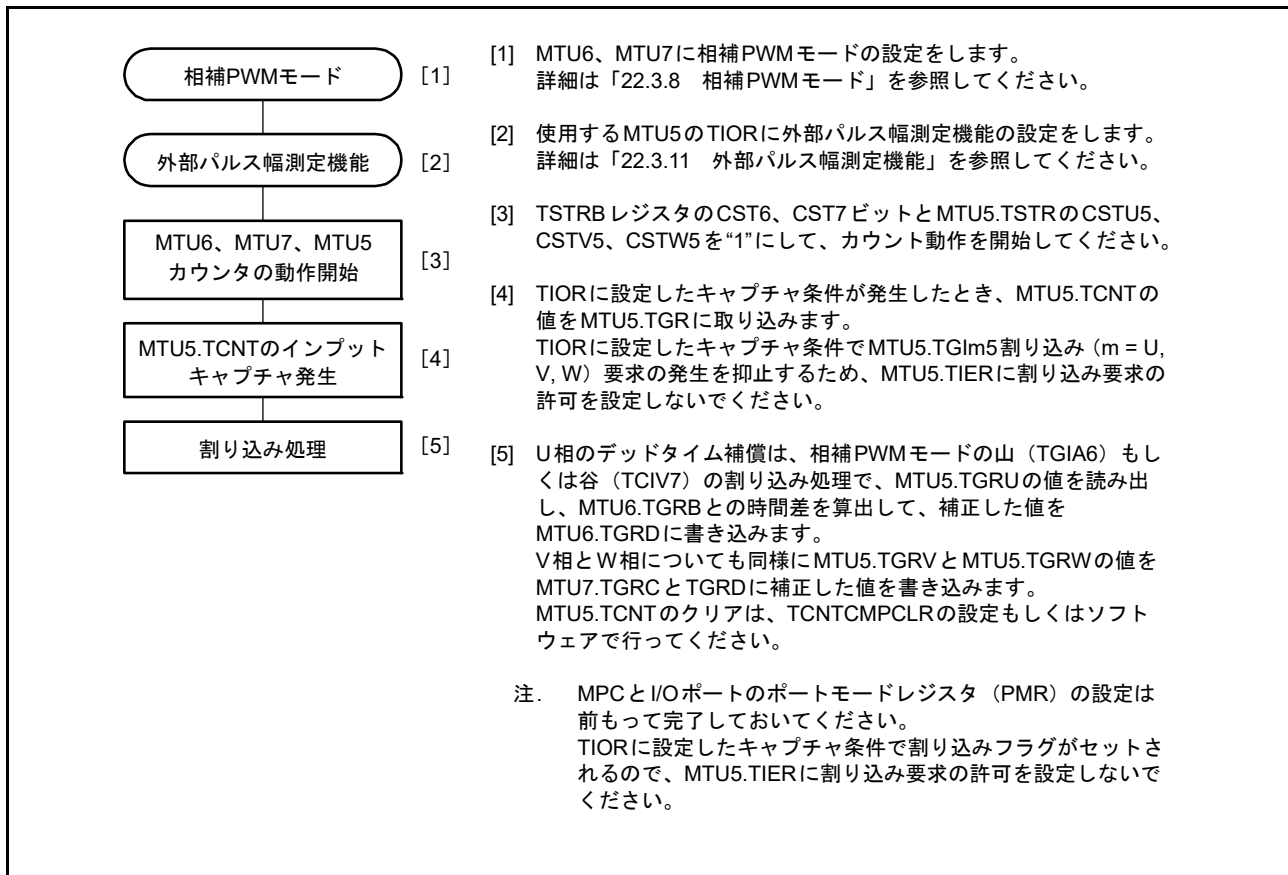 相補PWMモード [1]
外部パルス幅測定機能 [2]
MTU6、MTU7、MTU5
カウンタの動作開始 [3]
MTU5.TCNTのインプット
キャプチャ発生 [4]
割り込み処理 [5]
[1] MTU6、MTU7に相補PWMモードの設定をします。
詳細は「22.3.8 相補PWMモード」を参照してください。
[2] 使用するMTU5のTIORに外部パルス幅測定機能の設定をします。
詳細は「22.3.11 外部パルス幅測定機能」を参照してください。
[3] TSTRBレジスタのCST6、CST7ビットとMTU5.TSTRのCSTU5、
CSTV5、CSTW5を“1”にして、カウント動作を開始してください。
[4] TIORに設定したキャプチャ条件が発生したとき、MTU5.TCNTの
値をMTU5.TGRに取り込みます。
TIORに設定したキャプチャ条件でMTU5.TGIm5割り込み（m = U,
V, W）要求の発生を抑止するため、MTU5.TIERに割り込み要求の
許可を設定しないでください。
[5] U相のデッドタイム補償は、相補PWMモードの山（TGIA6）もし
くは谷（TCIV7）の割り込み処理で、MTU5.TGRUの値を読み出
し、MTU6.TGRBとの時間差を算出して、補正した値を
MTU6.TGRDに書き込みます。
V相とW相についても同様にMTU5.TGRVとMTU5.TGRWの値を
MTU7.TGRCとTGRDに補正した値を書き込みます。
MTU5.TCNTのクリアは、TCNTCMPCLRの設定もしくはソフト
ウェアで行ってください。
注. MPCとI/Oポートのポートモードレジスタ（PMR）の設定は
前もって完了しておいてください。
TIORに設定したキャプチャ条件で割り込みフラグがセットさ
れるので、MTU5.TIERに割り込み要求の許可を設定しないで
ください。